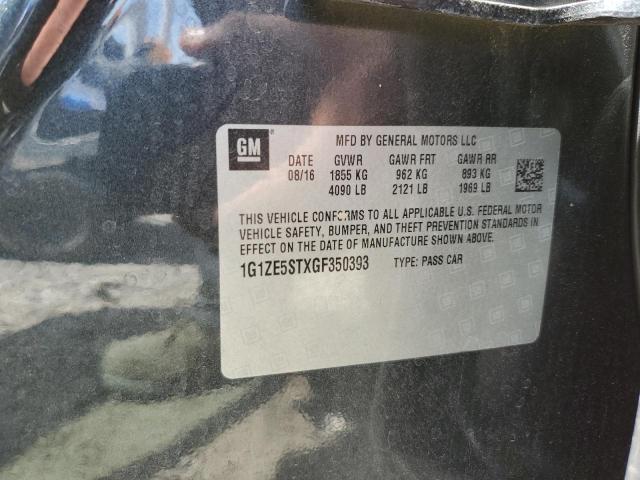 GM ®
MFD BY GENERAL MOTORS LLC
DATE GVWR GAWR FRT GAWR RR
08/16 1855 KG 962 KG 893 KG
4090 LB 2121 LB 1969 LB
THIS VEHICLE CONFORMS TO ALL APPLICABLE U.S. FEDERAL MOTOR
VEHICLE SAFETY, BUMPER, AND THEFT PREVENTION STANDARDS IN
EFFECT ON THE DATE OF MANUFACTURE SHOWN ABOVE.
1G1ZE5STXGF350393 TYPE: PASS CAR